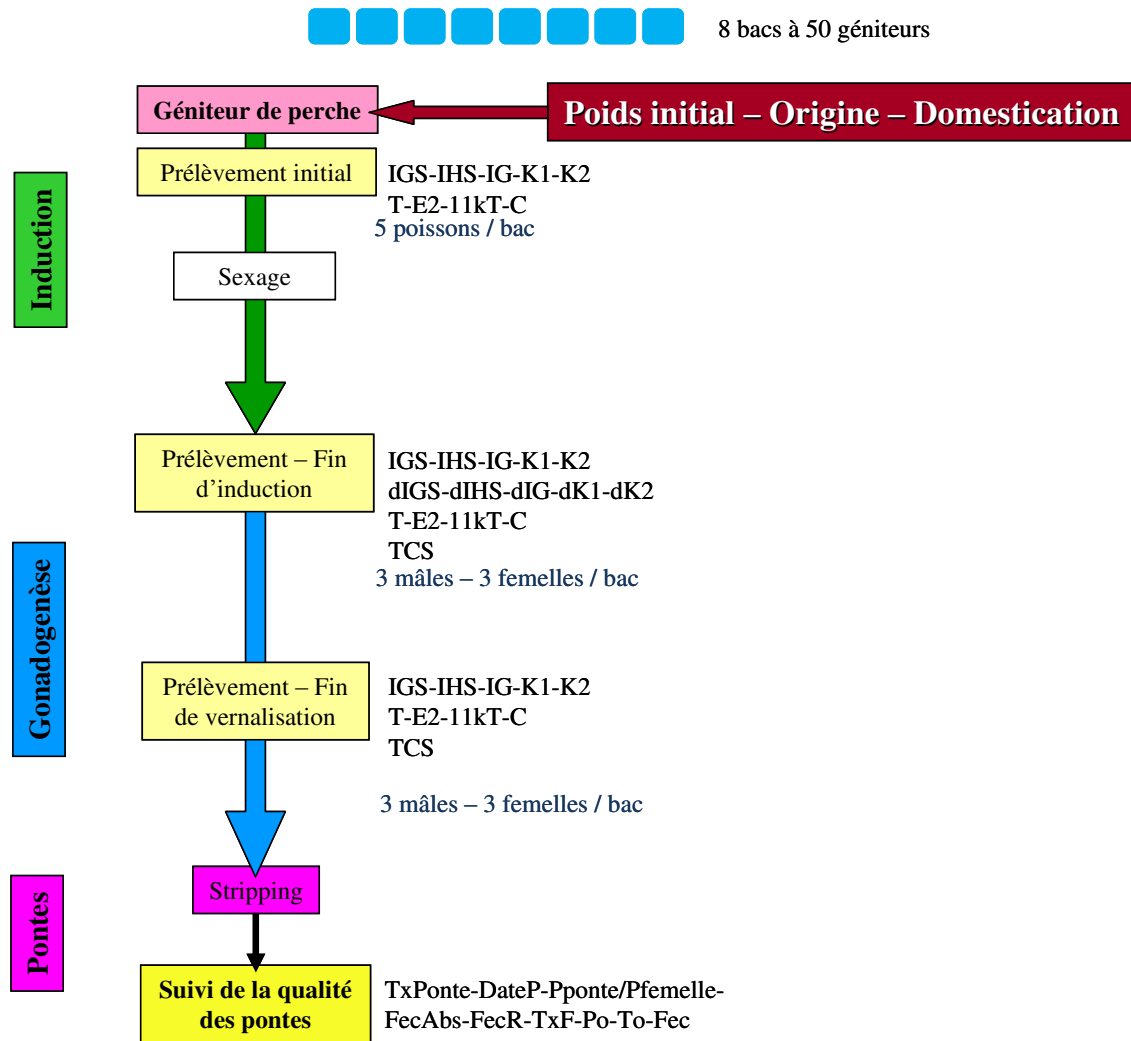 8 bacs à 50 géniteurs
Géniteur de perche
Poids initial – Origine – Domestication
Prélèvement initial
IGS-IHS-IG-K1-K2
T-E2-11kT-C
5 poissons / bac
Induction
Sexage
Prélèvement – Fin
d'induction
IGS-IHS-IG-K1-K2
dIGS-dIHS-dIG-dK1-dK2
T-E2-11kT-C
TCS
3 mâles – 3 femelles / bac
Gonadogenèse
Prélèvement – Fin
de vernalisation
IGS-IHS-IG-K1-K2
T-E2-11kT-C
TCS
3 mâles – 3 femelles / bac
Pontes
Stripping
Suivi de la qualité
des pontes
TxPonte-DateP-Pponte/Pfemelle-
FecAbs-FecR-TxF-Po-To-Fec